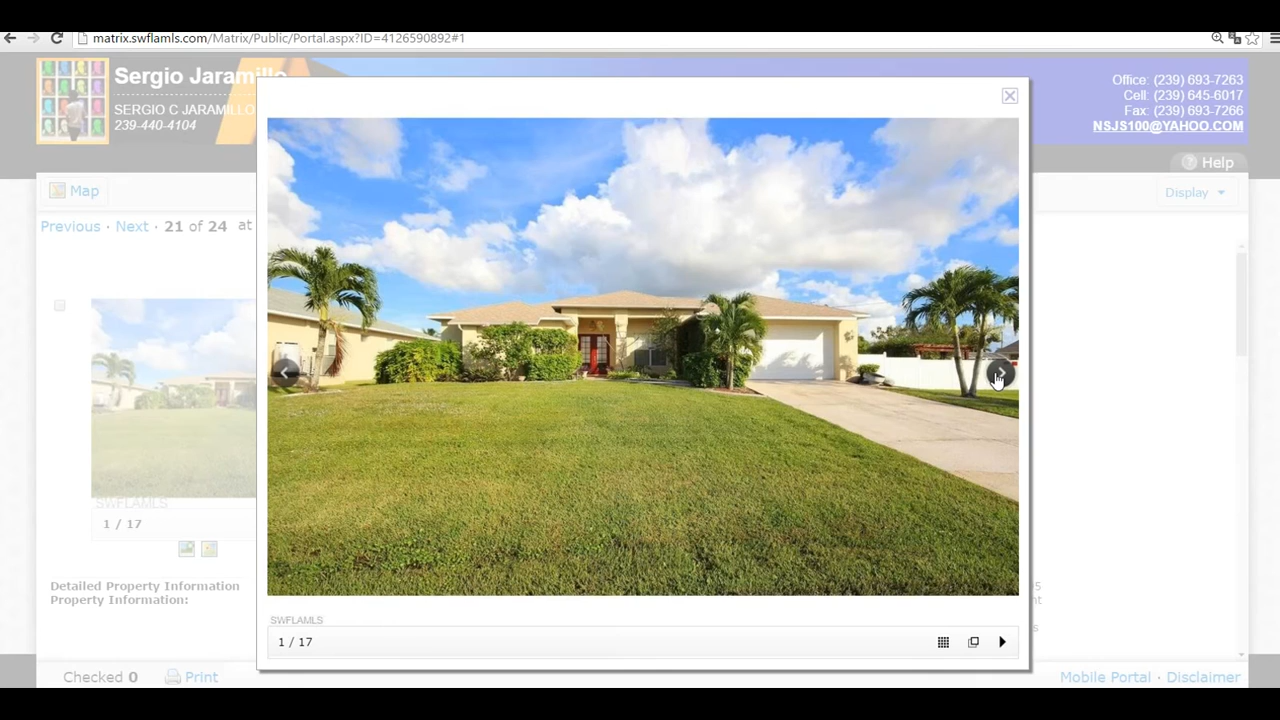 matrix.swflamls.com/Matrix/Public/Portal.aspx?ID=4126590892#1
Sergio Jaramillo
SERGIO C JARAMILLO
239-440-4104
Office: (239) 693-7263
Cell: (239) 645-6017
Fax: (239) 693-7266
NSJS100@YAHOO.COM
? Help
Map
Display
Previous · Next · 21 of 24 at
SWFLAMLS
1 / 17
Detailed Property Information
Property Information:
SWFLAMLS
1 / 17
Checked 0
Print
Mobile Portal · Disclaimer